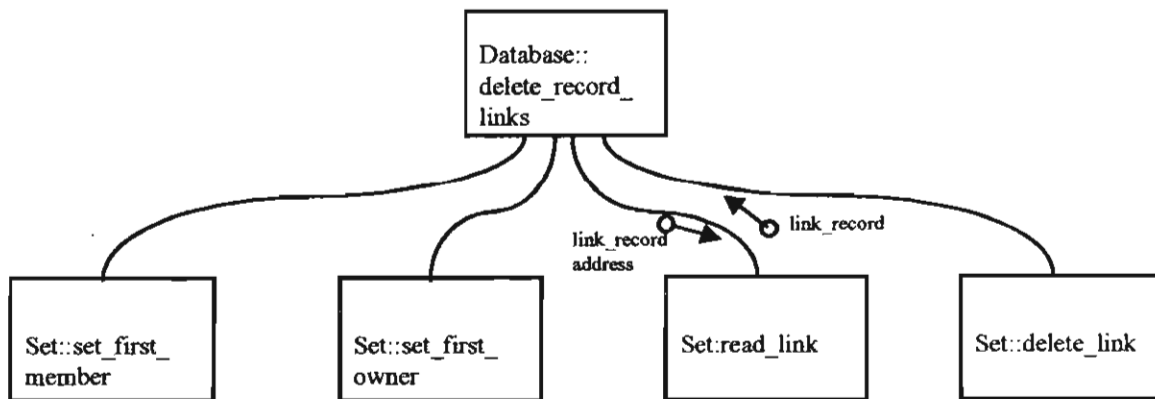 Database::
delete_record_
links
link_record
address
link_record
Set::set_first_
member
Set::set_first_
owner
Set:read_link
Set::delete_link